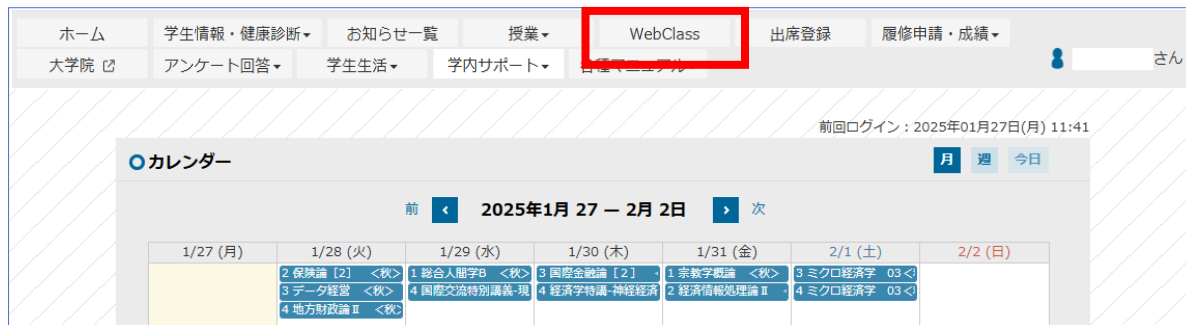 ホーム 学生情報・健康診断▾ お知らせ一覧 授業▾ WebClass 出席登録 履修申請・成績▾
大学院 アンケート回答▾ 学生生活▾ 学内サポート▾ 各種マニュアル
さん
前回ログイン：2025年01月27日(月) 11:41
カレンダー 月 週 今日
前 ‹ 2025年1月 27 — 2月 2日 › 次
1/27 (月) 1/28 (火) 1/29 (水) 1/30 (木) 1/31 (金) 2/1 (土) 2/2 (日)
2 保険論［2］ <秋> 1 総合人間学B <秋> 3 国際金融論［2］ 1 宗教学概論 <秋> 3 ミクロ経済学 03
3 データ経営 <秋> 4 国際交流特別講義-現 4 経済学特講-神経経済 2 経済情報処理論Ⅱ 4 ミクロ経済学 03
4 地方財政論Ⅱ <秋>